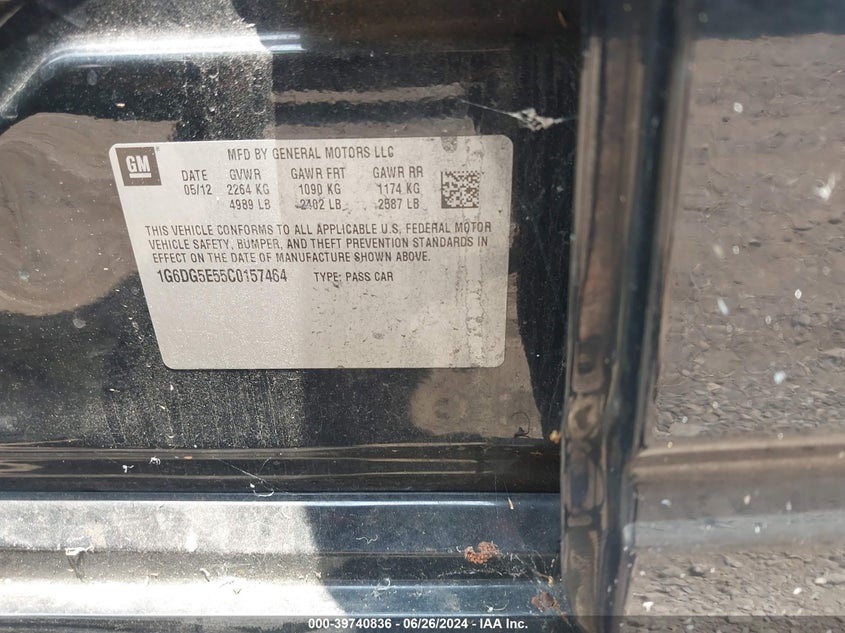 GM
MFD BY GENERAL MOTORS LLC
DATE GVWR GAWR FRT GAWR RR
05/12 2264 KG 1090 KG 1174 KG
4989 LB 2402 LB 2587 LB
THIS VEHICLE CONFORMS TO ALL APPLICABLE U.S. FEDERAL MOTOR
VEHICLE SAFETY, BUMPER, AND THEFT PREVENTION STANDARDS IN
EFFECT ON THE DATE OF MANUFACTURE SHOWN ABOVE.
1G6DG5E55C0157464 TYPE: PASS CAR
000-39740836 - 06/26/2024 - IAA Inc.